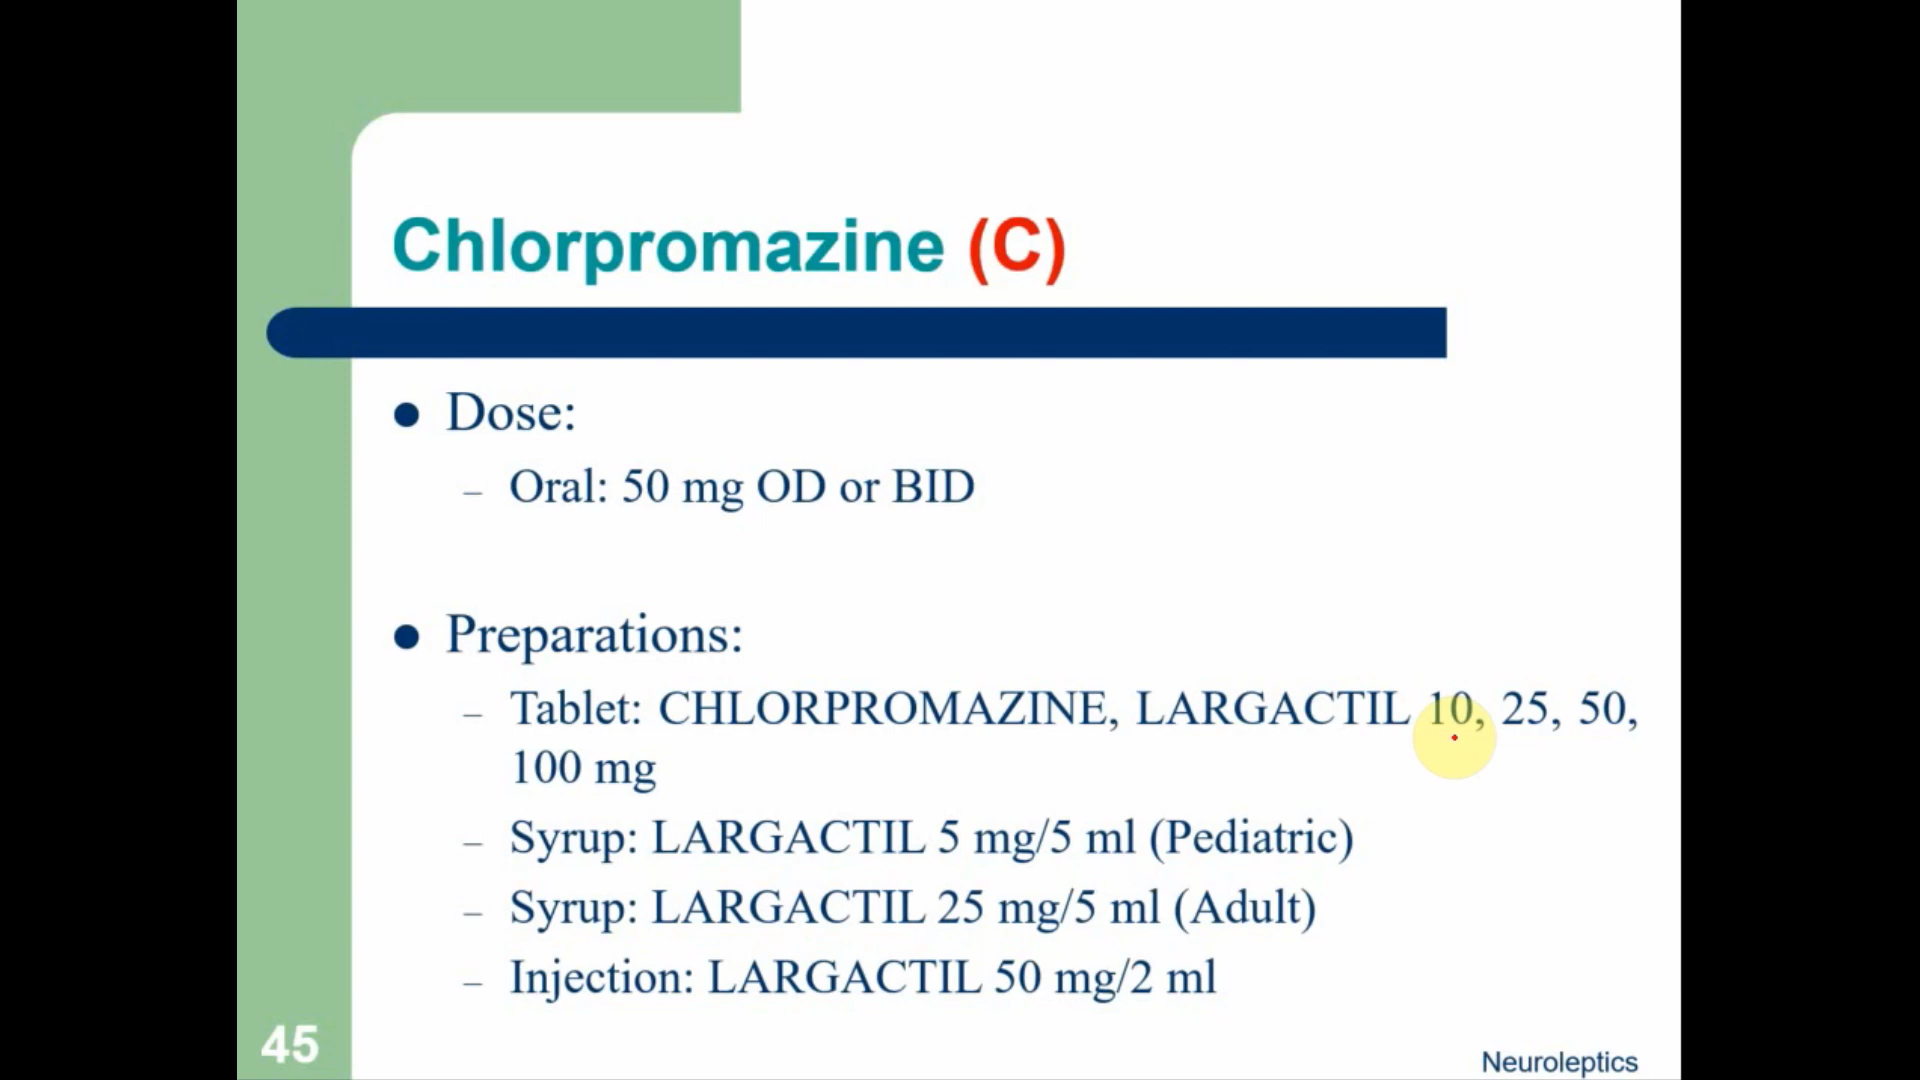 Chlorpromazine (C)
● Dose:
– Oral: 50 mg OD or BID
● Preparations:
– Tablet: CHLORPROMAZINE, LARGACTIL 10, 25, 50,
100 mg
– Syrup: LARGACTIL 5 mg/5 ml (Pediatric)
– Syrup: LARGACTIL 25 mg/5 ml (Adult)
– Injection: LARGACTIL 50 mg/2 ml
45
Neuroleptics